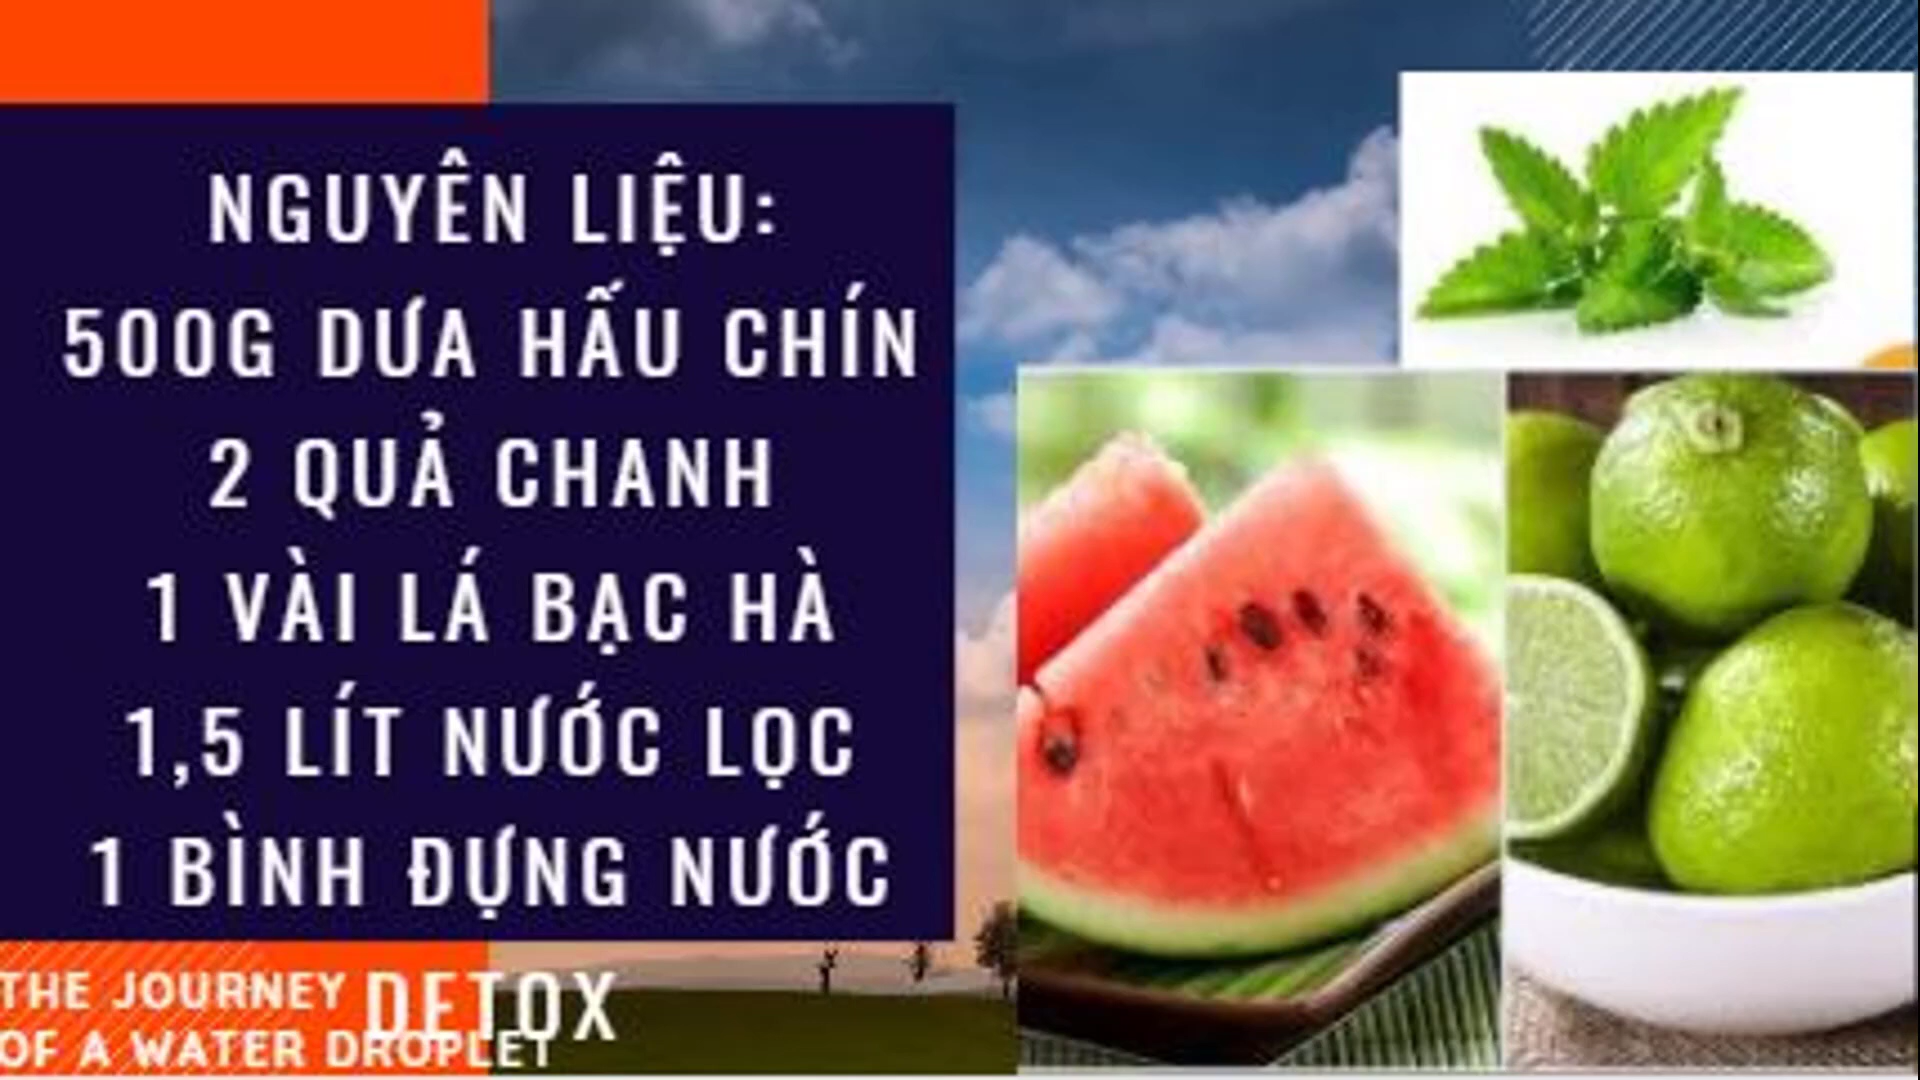 NGUYÊN LIỆU:
500G DƯA HẤU CHÍN
2 QUẢ CHANH
1 VÀI LÁ BẠC HÀ
1,5 LÍT NƯỚC LỌC
1 BÌNH ĐỰNG NƯỚC
THE JOURNEY
OF A WATER DROPLET
DETOX